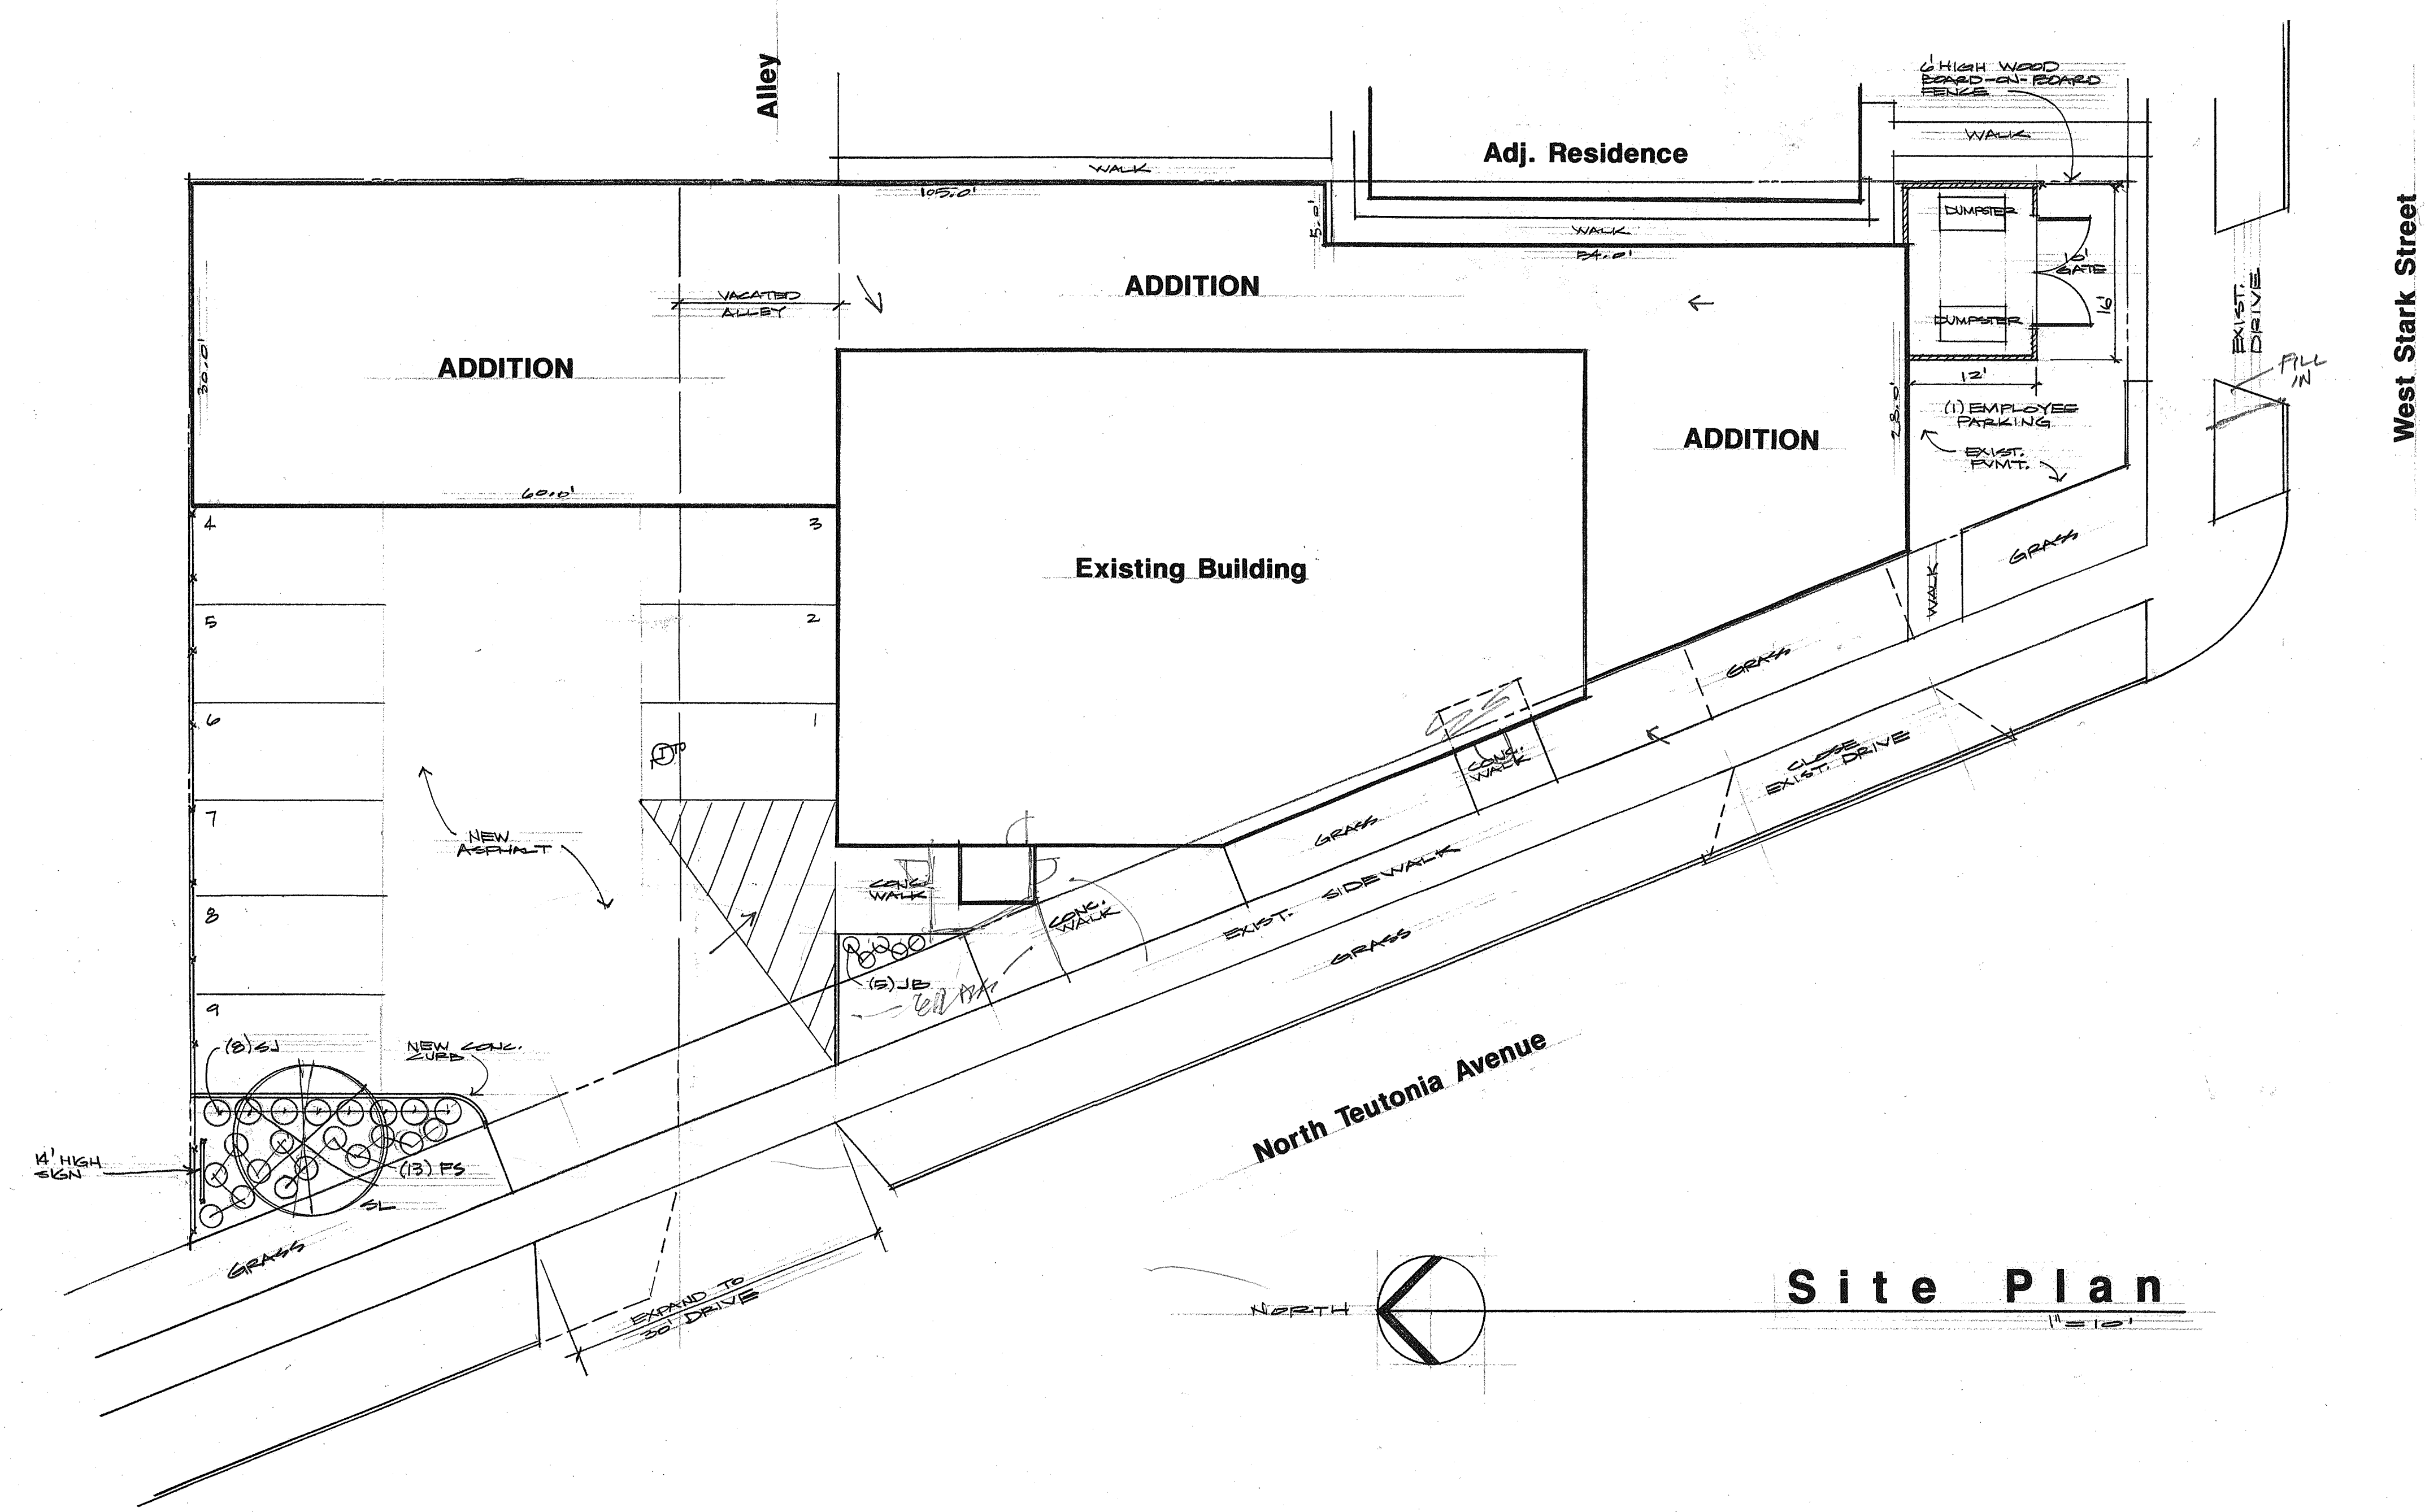 Alley
6' HIGH WOOD
BOARD-ON-BOARD
FENCE
WALK
Adj. Residence
WALK
105.0'
5.0'
WALK
54.0'
DUMPSTER
10'
GATE
16'
DUMPSTER
EXIST.
DRIVE
West Stark Street
FILL
IN
VACATED
ALLEY
ADDITION
ADDITION
30.0'
60.0'
ADDITION
28.0'
12'
(1) EMPLOYEE
PARKING
EXIST.
PVMT.
4
3
5
2
6
1
7
8
9
Existing Building
GRASS
WALK
GRASS
CONC.
WALK
CLOSE
EXIST. DRIVE
NEW
ASPHALT
GRASS
CONC.
WALK
CONC.
WALK
EXIST. SIDEWALK
GRASS
(5) JB
(8) SJ
NEW CONC.
CURB
14' HIGH
SIGN
(13) FS
SL
GRASS
North Teutonia Avenue
EXPAND TO
30' DRIVE
NORTH
Site Plan
1" = 10'